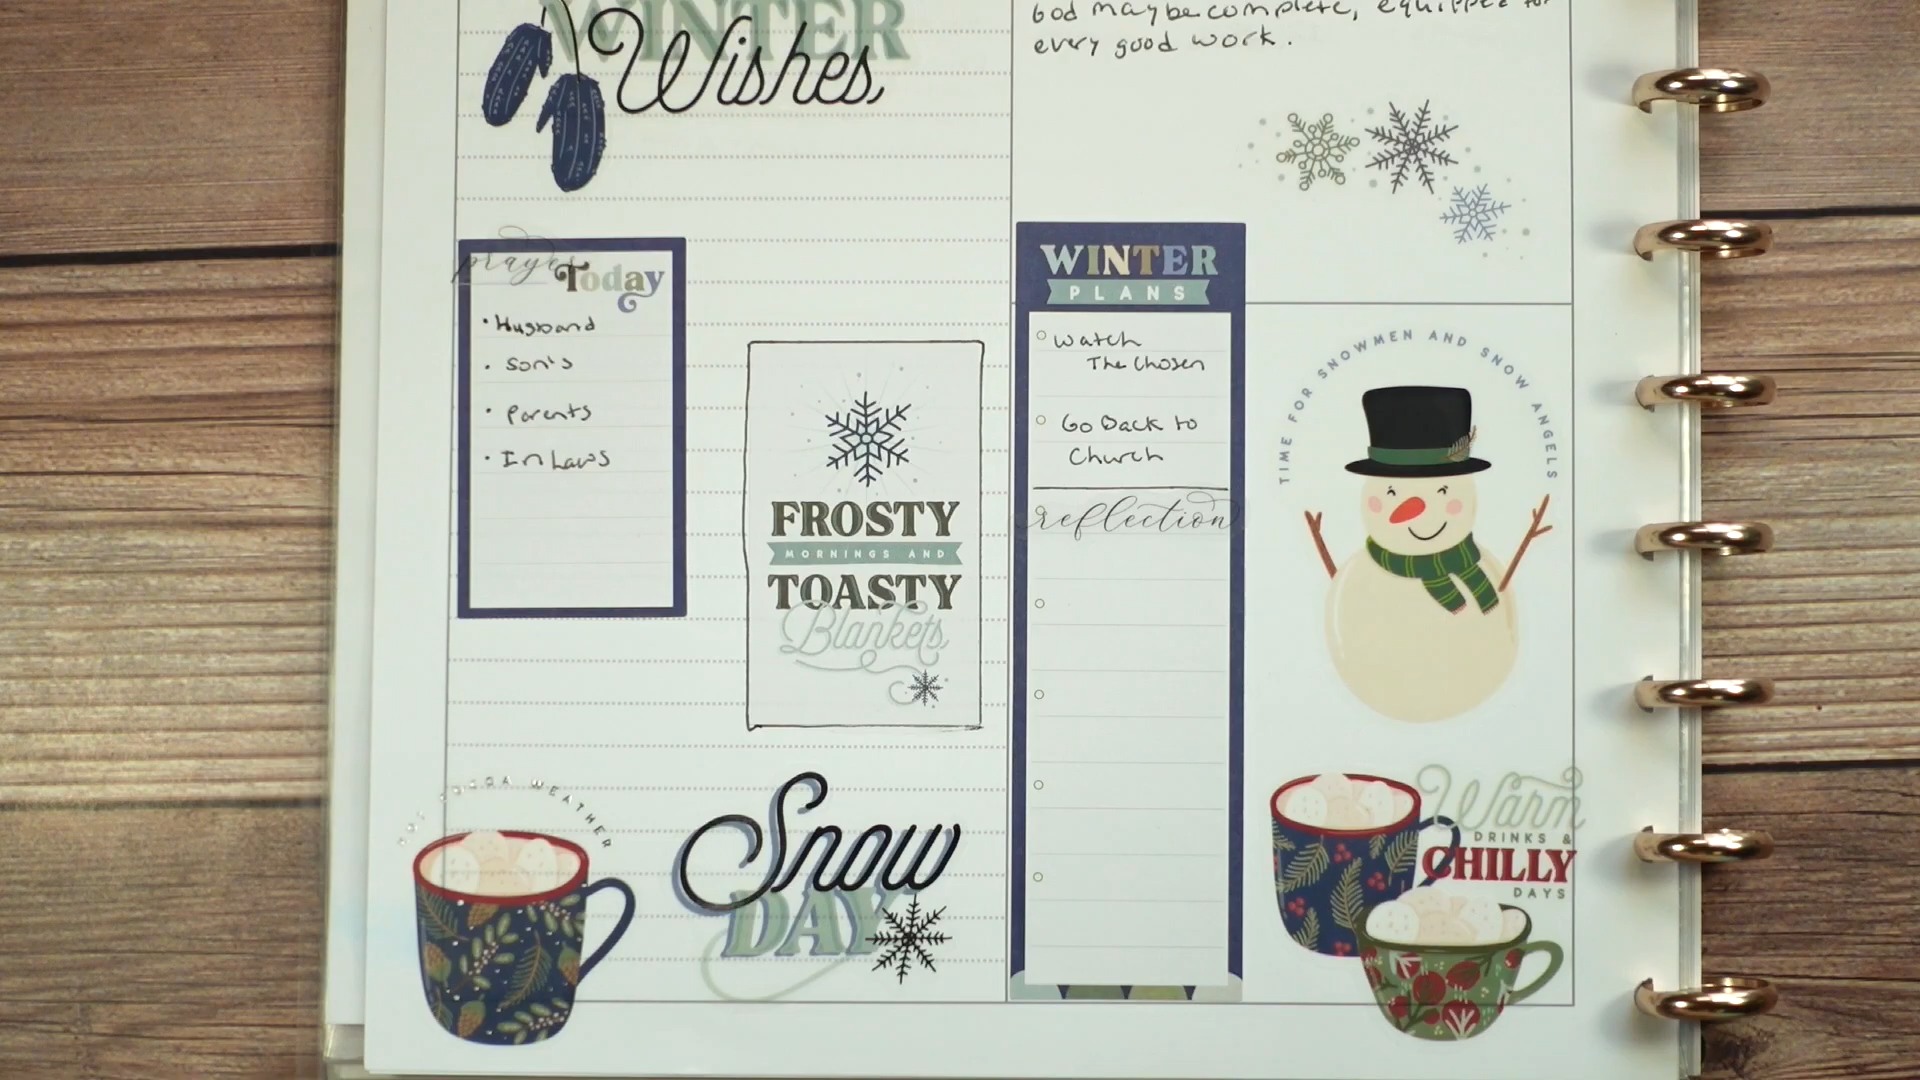 WINTER
Wishes
God may be complete, equipped for
every good work.
prayer
Today
• Husband
• Son's
• Parents
• In Laws
FROSTY
MORNINGS AND
TOASTY
Blankets
WINTER
PLANS
Watch
The Chosen
Go Back to
Church
reflection
TIME FOR SNOWMEN AND SNOW ANGELS
HOT COCOA WEATHER
Snow
DAY
Warm
DRINKS &
CHILLY
DAYS